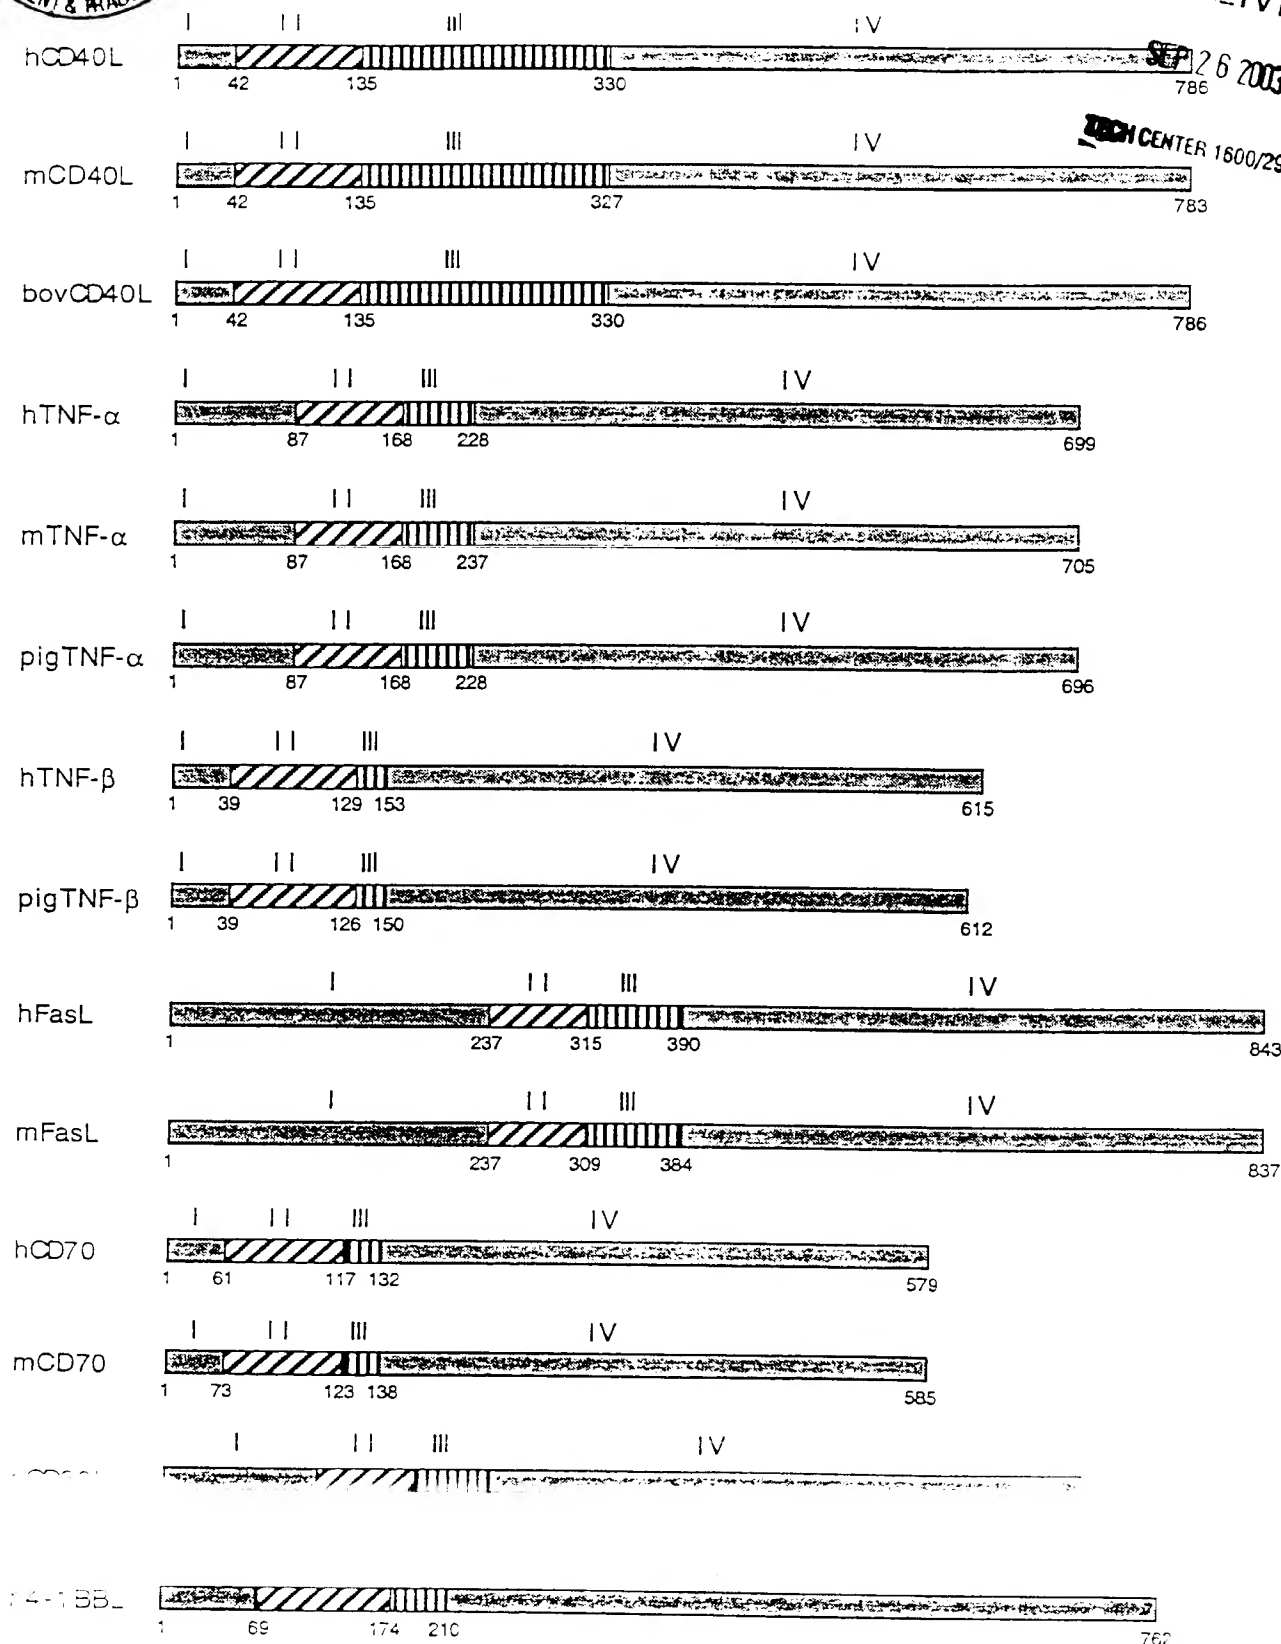 I II III IV
hCD40L
1 42 135 330 786
SEP 26 2003
TECH CENTER 1600/29
I II III IV
mCD40L
1 42 135 327 783
I II III IV
bovCD40L
1 42 135 330 786
I II III IV
hTNF-α
1 87 168 228 699
I II III IV
mTNF-α
1 87 168 237 705
I II III IV
pigTNF-α
1 87 168 228 696
I II III IV
hTNF-β
1 39 129 153 615
I II III IV
pigTNF-β
1 39 126 150 612
I II III IV
hFasL
1 237 315 390 843
I II III IV
mFasL
1 237 309 384 837
I II III IV
hCD70
1 61 117 132 579
I II III IV
mCD70
1 73 123 138 585
I II III IV
4-1BBL
1 69 174 210 762